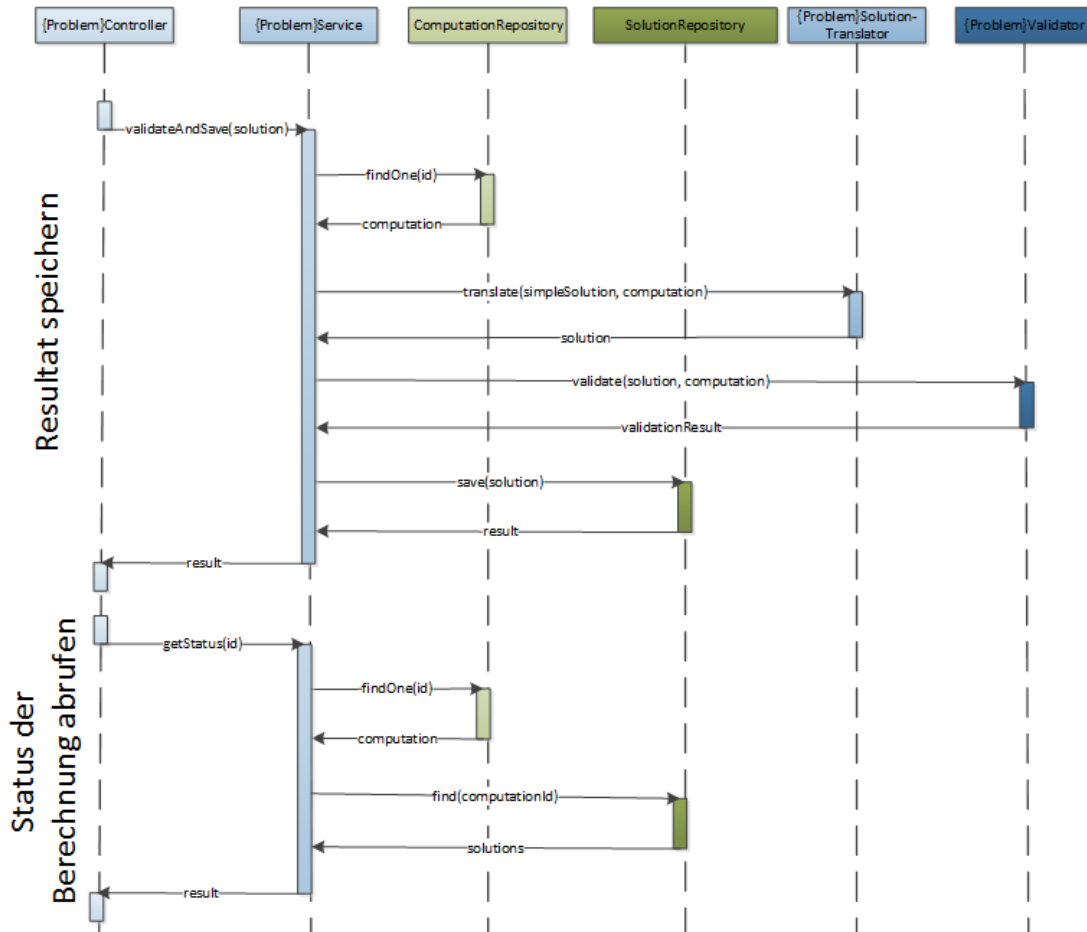 {Problem}Controller
{Problem}Service
ComputationRepository
SolutionRepository
{Problem}Solution-
Translator
{Problem}Validator
Resultat speichern
validateAndSave(solution)
findOne(id)
computation
translate(simpleSolution, computation)
solution
validate(solution, computation)
validationResult
save(solution)
result
result
Status der
Berechnung abrufen
getStatus(id)
findOne(id)
computation
find(computationId)
solutions
result